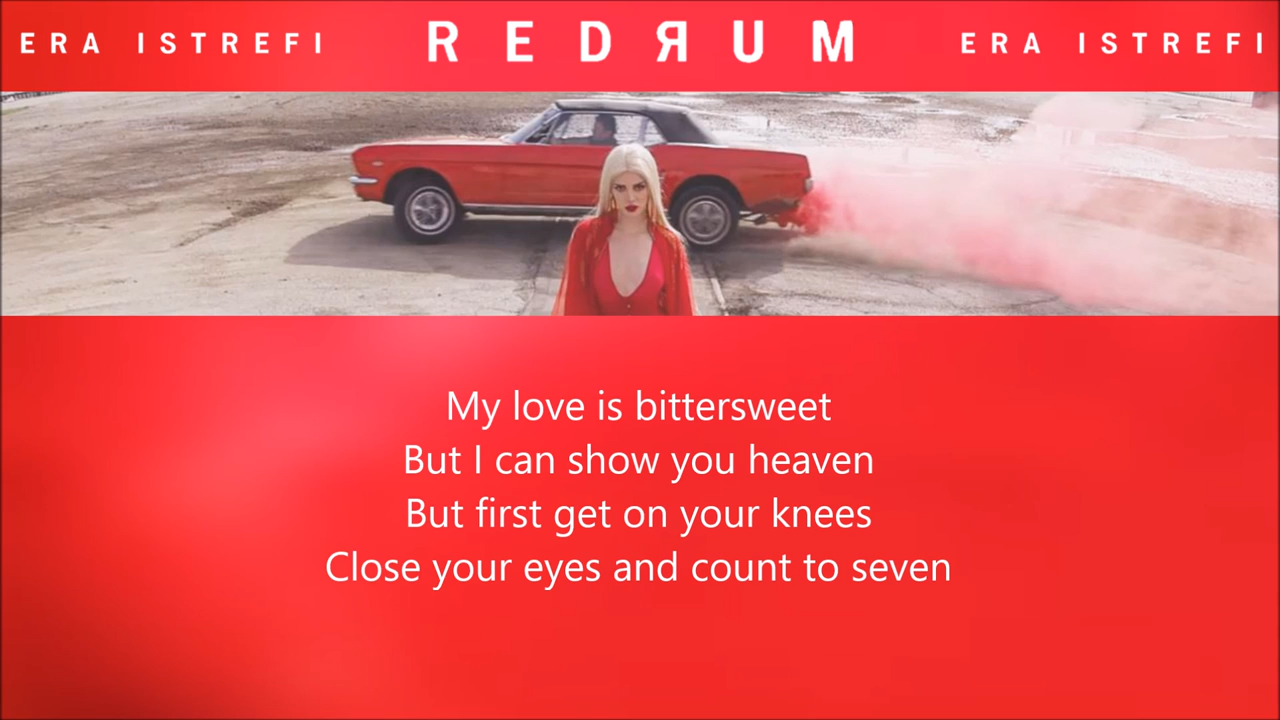 ERA ISTREFI REDЯUM ERA ISTREFI
My love is bittersweet
But I can show you heaven
But first get on your knees
Close your eyes and count to seven